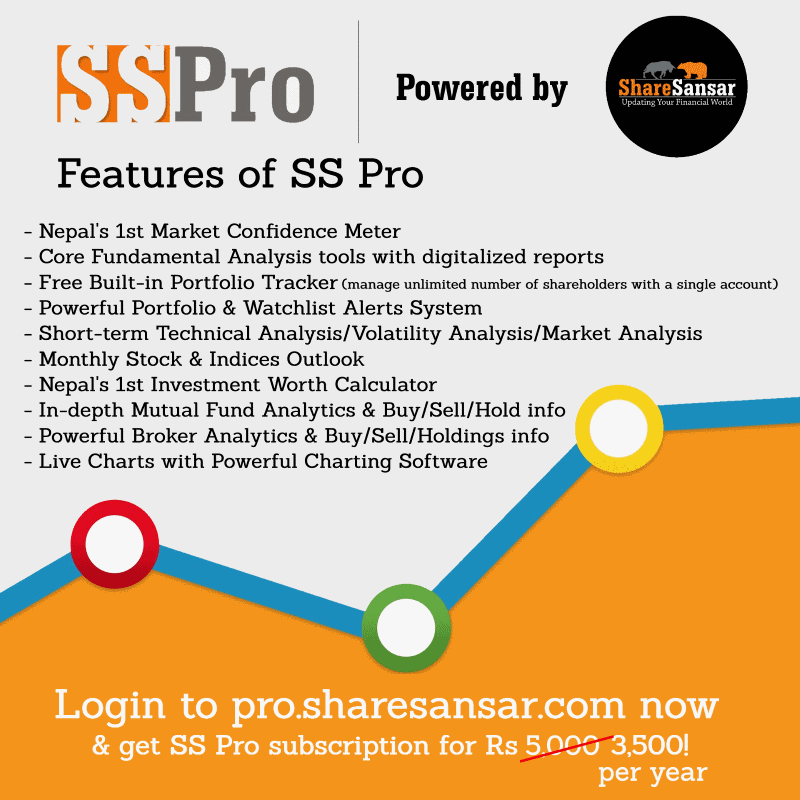 SSPro
Powered by
ShareSansar
Updating Your Financial World
Features of SS Pro
- Nepal's 1st Market Confidence Meter
- Core Fundamental Analysis tools with digitalized reports
- Free Built-in Portfolio Tracker (manage unlimited number of shareholders with a single account)
- Powerful Portfolio & Watchlist Alerts System
- Short-term Technical Analysis/Volatility Analysis/Market Analysis
- Monthly Stock & Indices Outlook
- Nepal's 1st Investment Worth Calculator
- In-depth Mutual Fund Analytics & Buy/Sell/Hold info
- Powerful Broker Analytics & Buy/Sell/Holdings info
- Live Charts with Powerful Charting Software
Login to pro.sharesansar.com now
& get SS Pro subscription for Rs 5,000 3,500!
per year